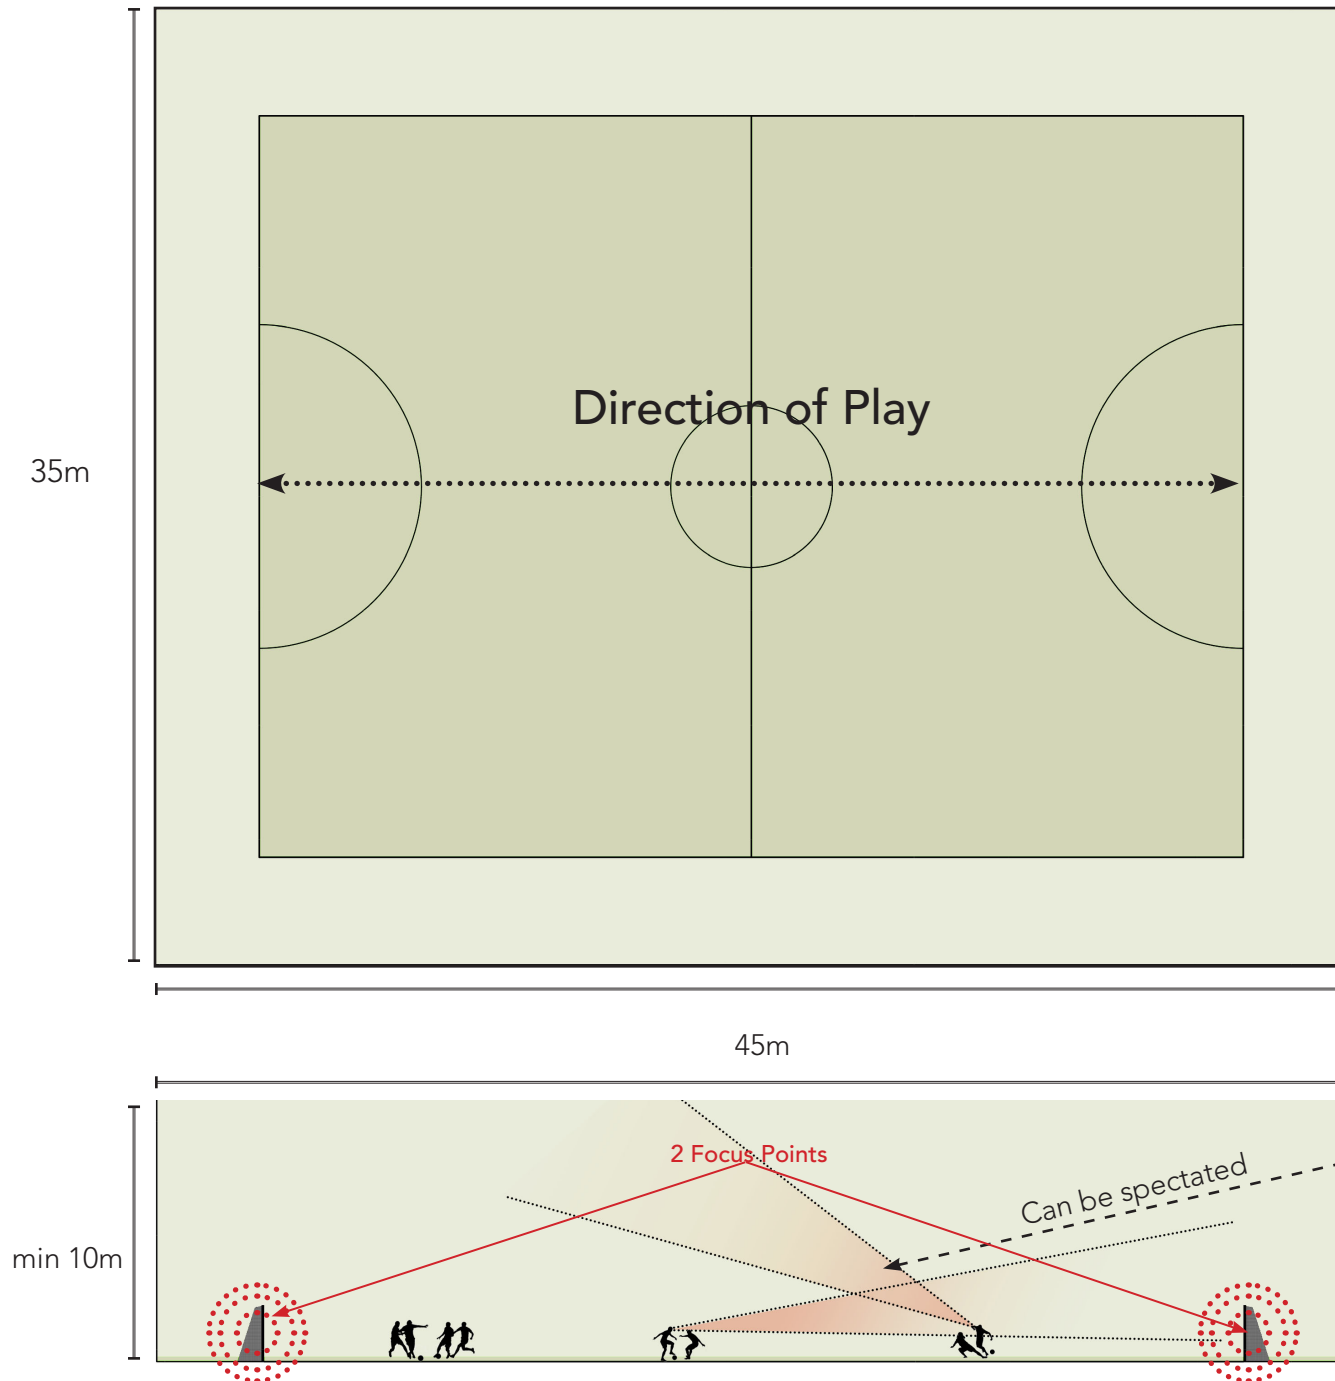 Direction of Play
35m
45m
2 Focus Points
Can be spectated
min 10m